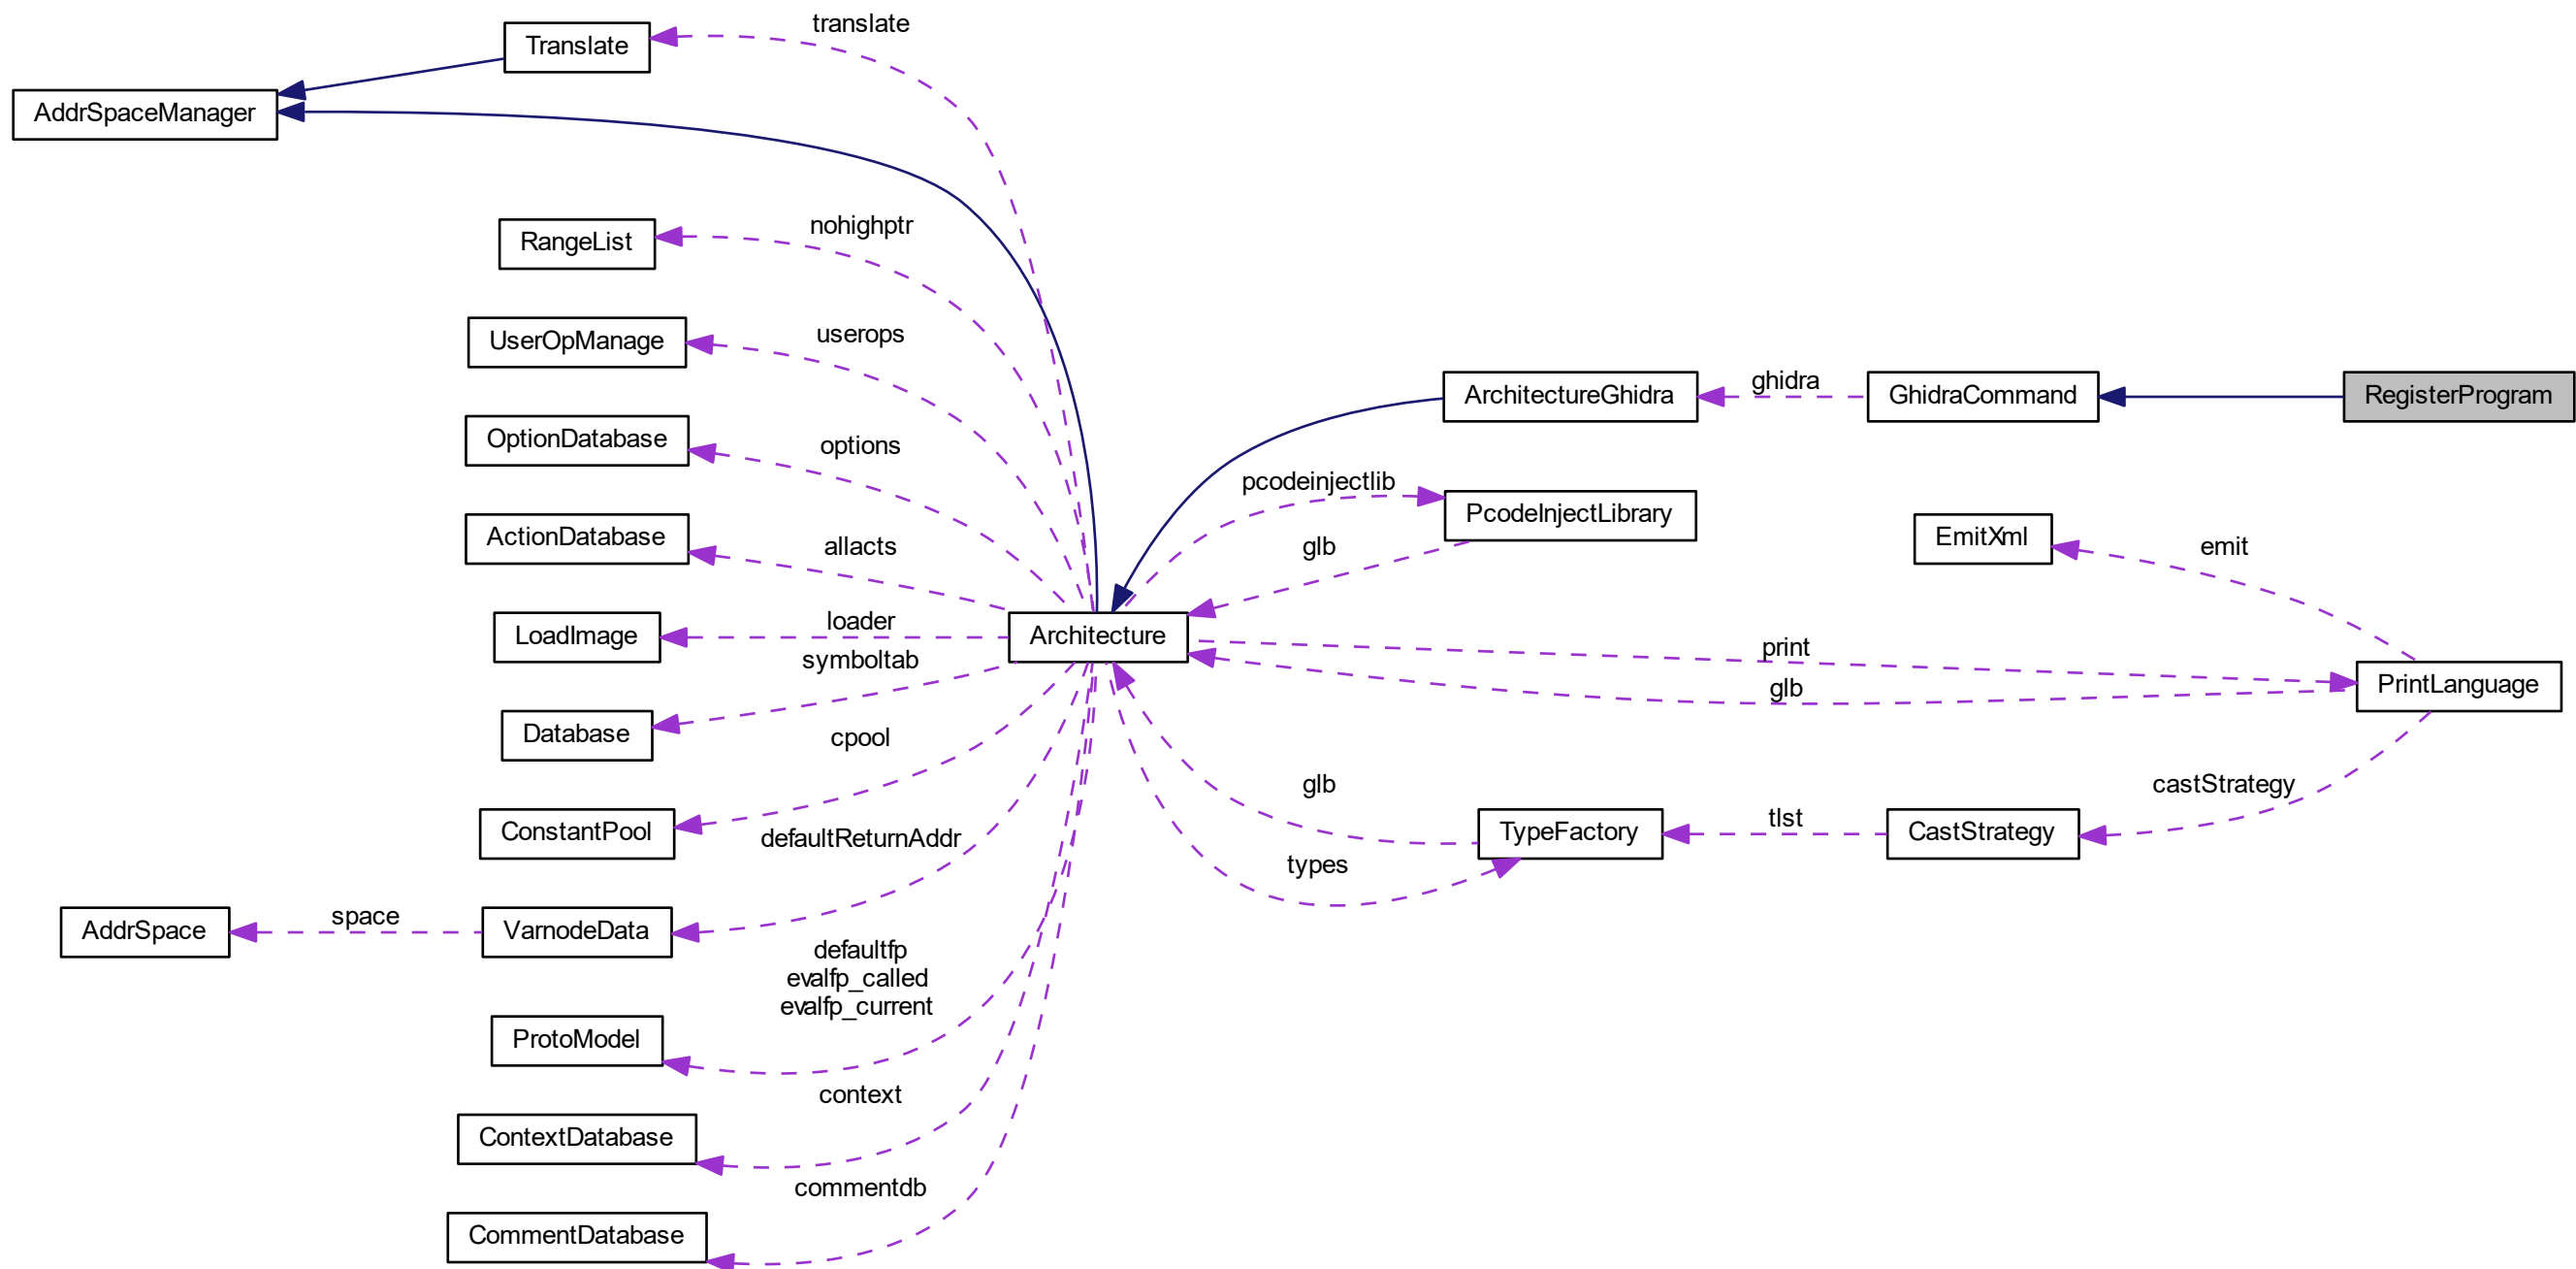 translate
Translate
AddrSpaceManager
nohighptr
RangeList
userops
UserOpManage
ghidra
ArchitectureGhidra
GhidraCommand
RegisterProgram
options
OptionDatabase
pcodeinjectlib
PcodeInjectLibrary
allacts
ActionDatabase
glb
EmitXml
emit
loader
LoadImage
Architecture
symboltab
print
glb
PrintLanguage
Database
cpool
glb
castStrategy
ConstantPool
tlst
TypeFactory
CastStrategy
defaultReturnAddr
types
space
AddrSpace
VarnodeData
defaultfp
evalfp_called
evalfp_current
ProtoModel
context
ContextDatabase
commentdb
CommentDatabase